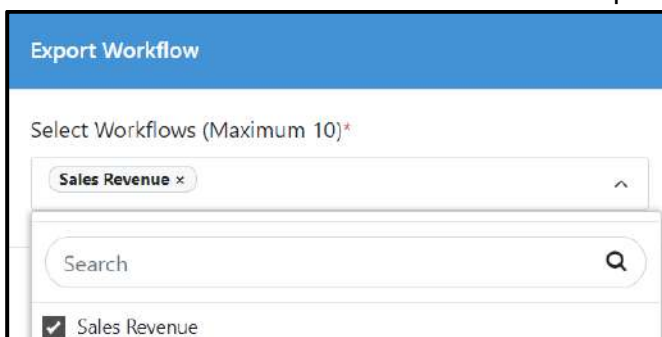 Export Workflow
Select Workflows (Maximum 10)*
Sales Revenue ×
Search
Sales Revenue